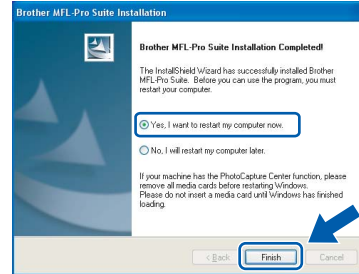 Brother MFL-Pro Suite Installation
Brother MFL-Pro Suite Installation Completed!
The InstallShield Wizard has successfully installed Brother
MFL-Pro Suite. Before you can use the program, you must
restart your computer.
Yes, I want to restart my computer now.
No, I will restart my computer later.
If your machine has the PhotoCapture Center function, please
remove all media cards before restarting Windows.
Please do not insert a media card until Windows has finished
loading.
< Back Finish Cancel